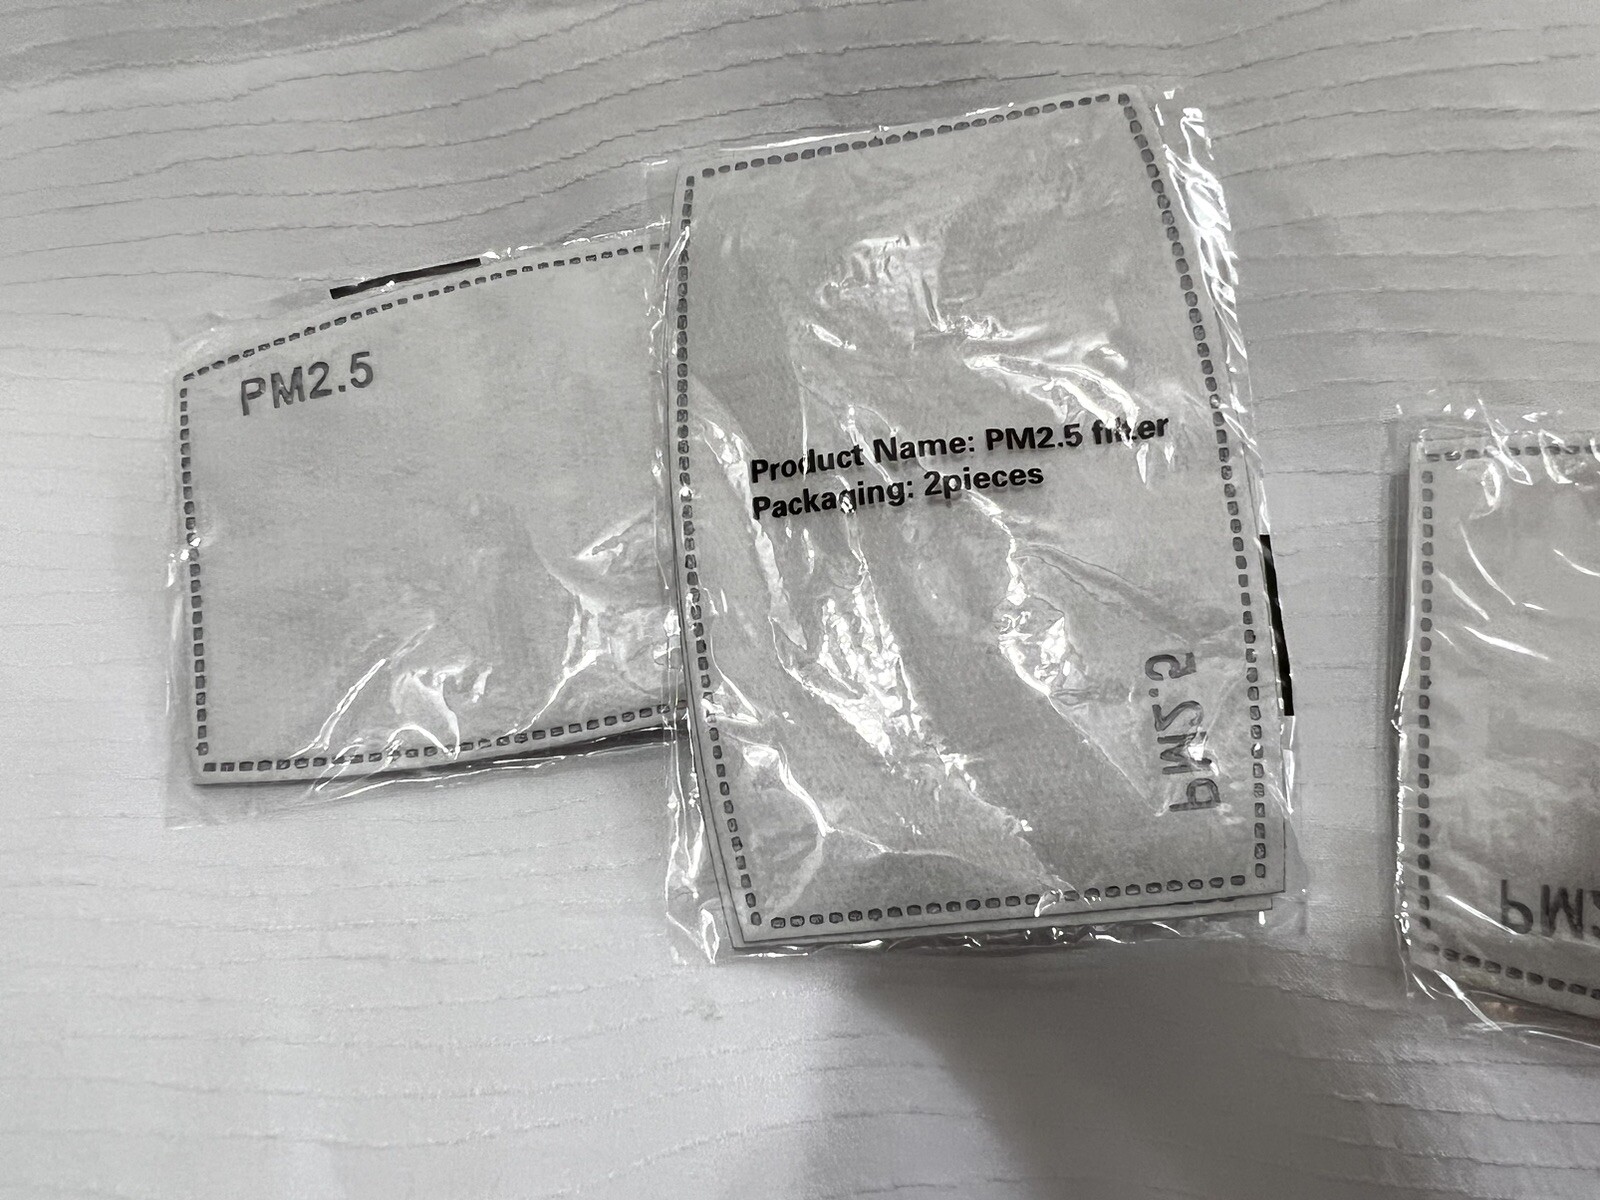 PM2.5
Product Name: PM2.5 filter
Packaging: 2pieces
PM2.5